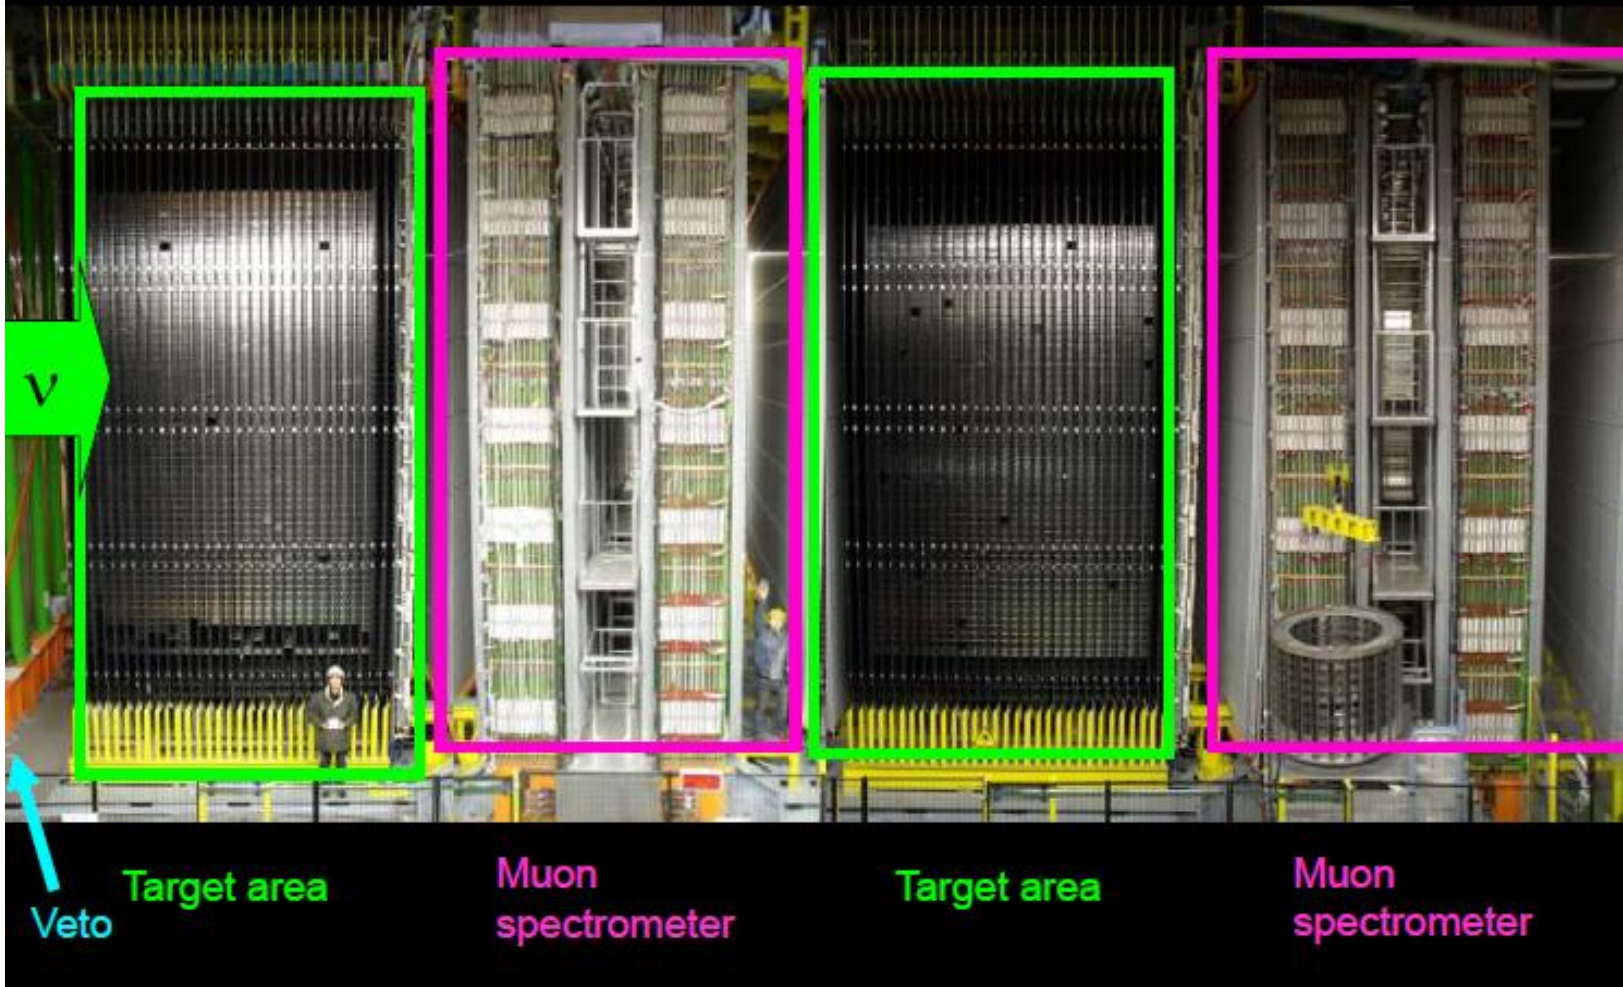 ν
Veto
Target area
Muon
spectrometer
Target area
Muon
spectrometer